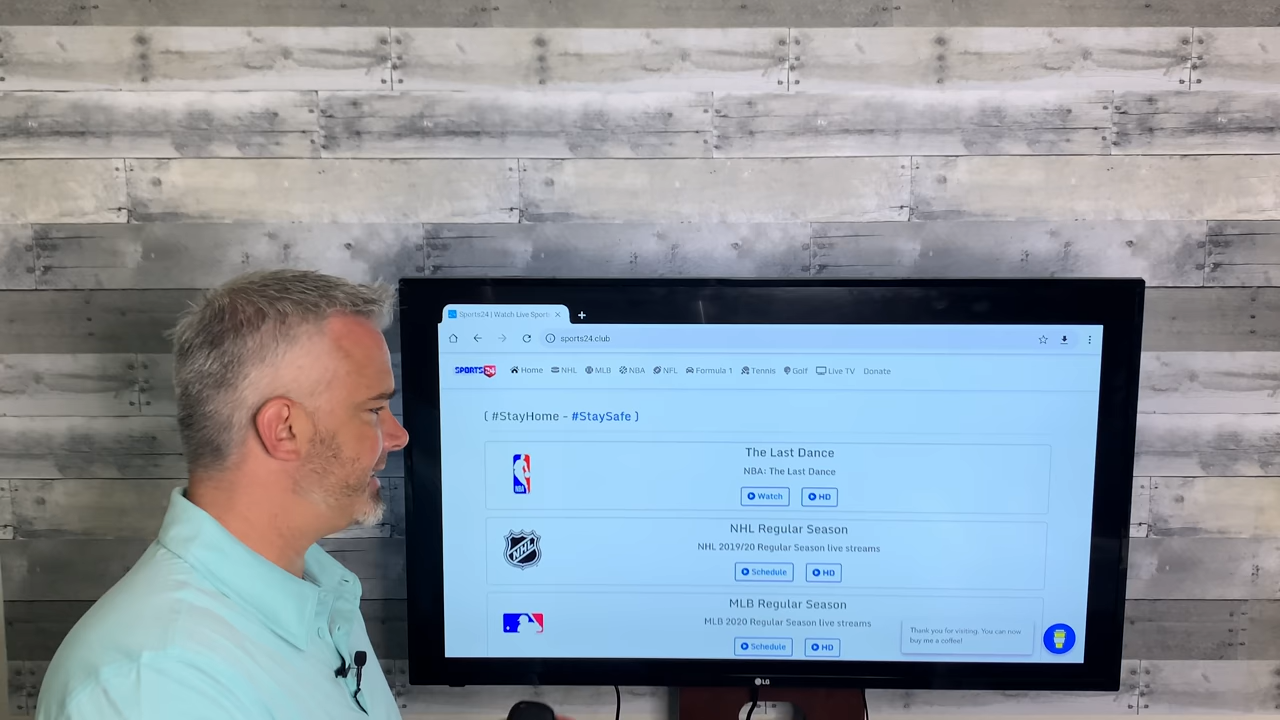 Sports24 | Watch Live Sports
sports24.club
SPORTS 24 Home NHL MLB NBA NFL Formula 1 Tennis Golf Live TV Donate
( #StayHome - #StaySafe )
The Last Dance
NBA
NBA: The Last Dance
Watch HD
NHL Regular Season
NHL
NHL 2019/20 Regular Season live streams
Schedule HD
MLB Regular Season
MLB 2020 Regular Season live streams
Schedule HD
Thank you for visiting. You can now
buy me a coffee!
LG